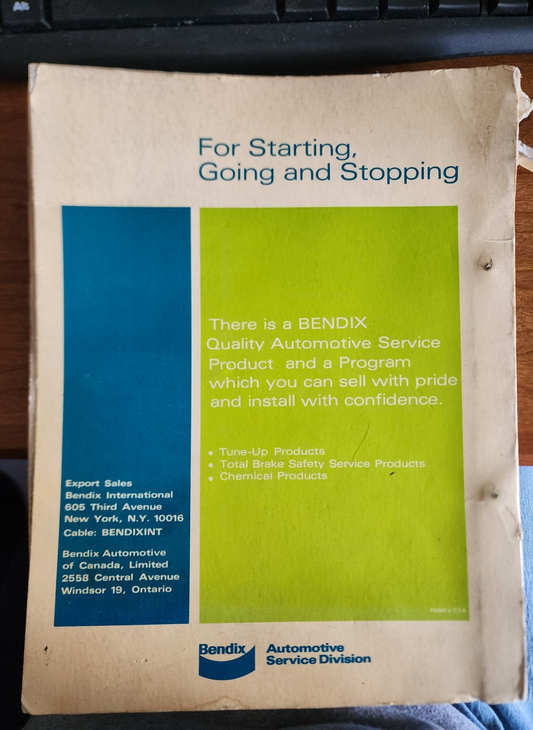 Alt
For Starting,
Going and Stopping
There is a BENDIX
Quality Automotive Service
Product and a Program
which you can sell with pride
and install with confidence.
• Tune-Up Products
• Total Brake Safety Service Products
• Chemical Products
Export Sales
Bendix International
605 Third Avenue
New York, N.Y. 10016
Cable: BENDIXINT
Bendix Automotive
of Canada, Limited
2558 Central Avenue
Windsor 19, Ontario
Printed in U.S.A.
Bendix
Automotive
Service Division